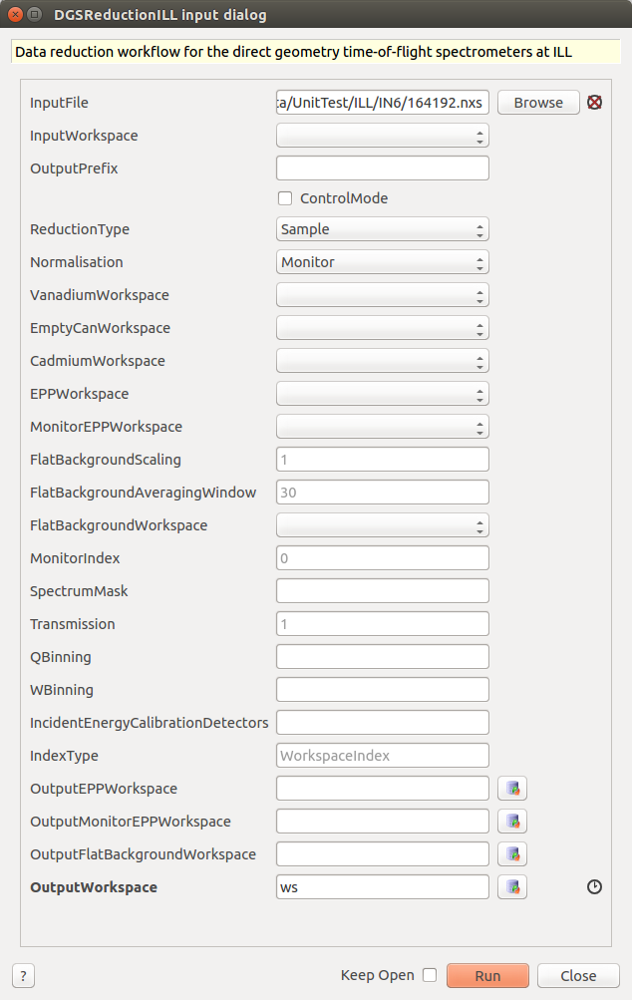 DGSReductionILL input dialog
Data reduction workflow for the direct geometry time-of-flight spectrometers at ILL
InputFile :a/UnitTest/ILL/IN6/164192.nxs Browse
InputWorkspace
OutputPrefix
ControlMode
ReductionType Sample
Normalisation Monitor
VanadiumWorkspace
EmptyCanWorkspace
CadmiumWorkspace
EPPWorkspace
MonitorEPPWorkspace
FlatBackgroundScaling 1
FlatBackgroundAveragingWindow 30
FlatBackgroundWorkspace
MonitorIndex 0
SpectrumMask
Transmission 1
QBinning
WBinning
IncidentEnergyCalibrationDetectors
IndexType WorkspaceIndex
OutputEPPWorkspace
OutputMonitorEPPWorkspace
OutputFlatBackgroundWorkspace
OutputWorkspace ws
? Keep Open Run Close